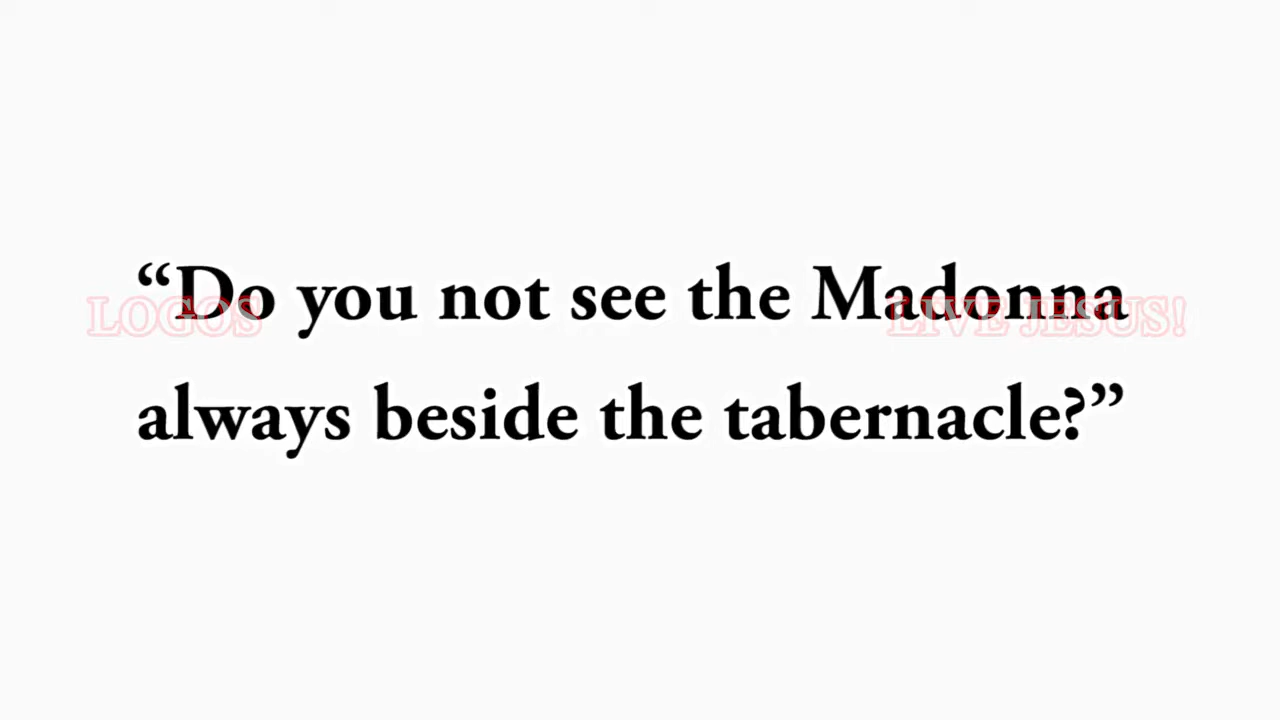 “Do you not see the Madonna
LOGOS LIVE JESUS!
always beside the tabernacle?”